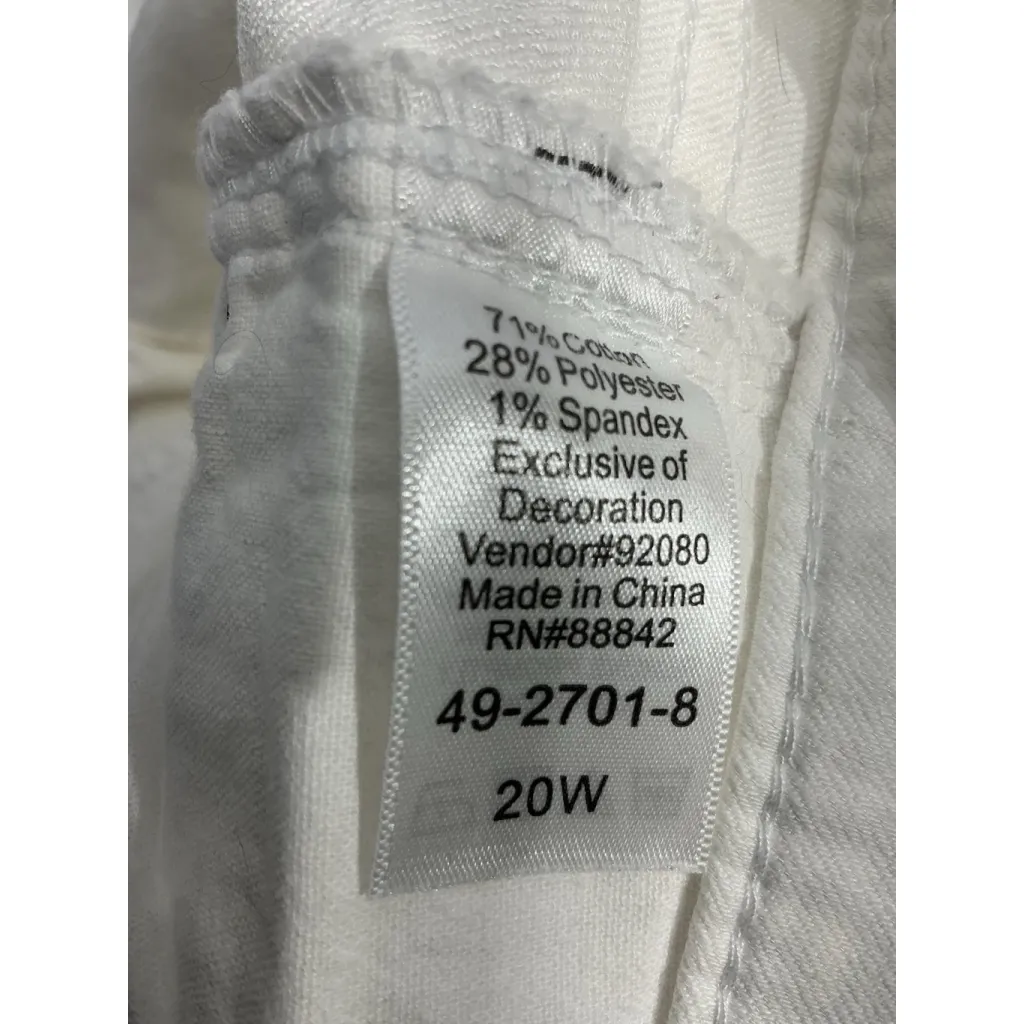 71% Cotton
28% Polyester
1% Spandex
Exclusive of
Decoration
Vendor#92080
Made in China
RN#88842
49-2701-8
20W